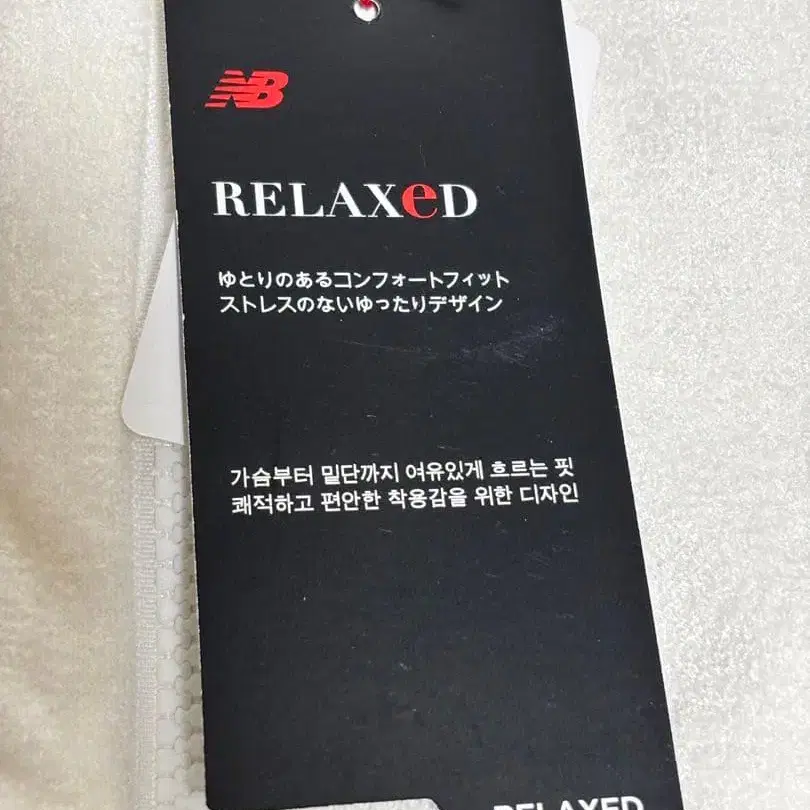 NB
RELAXeD
ゆとりのあるコンフォートフィット
ストレスのないゆったりデザイン
가슴부터 밑단까지 여유있게 흐르는 핏
쾌적하고 편안한 착용감을 위한 디자인
RELAXED